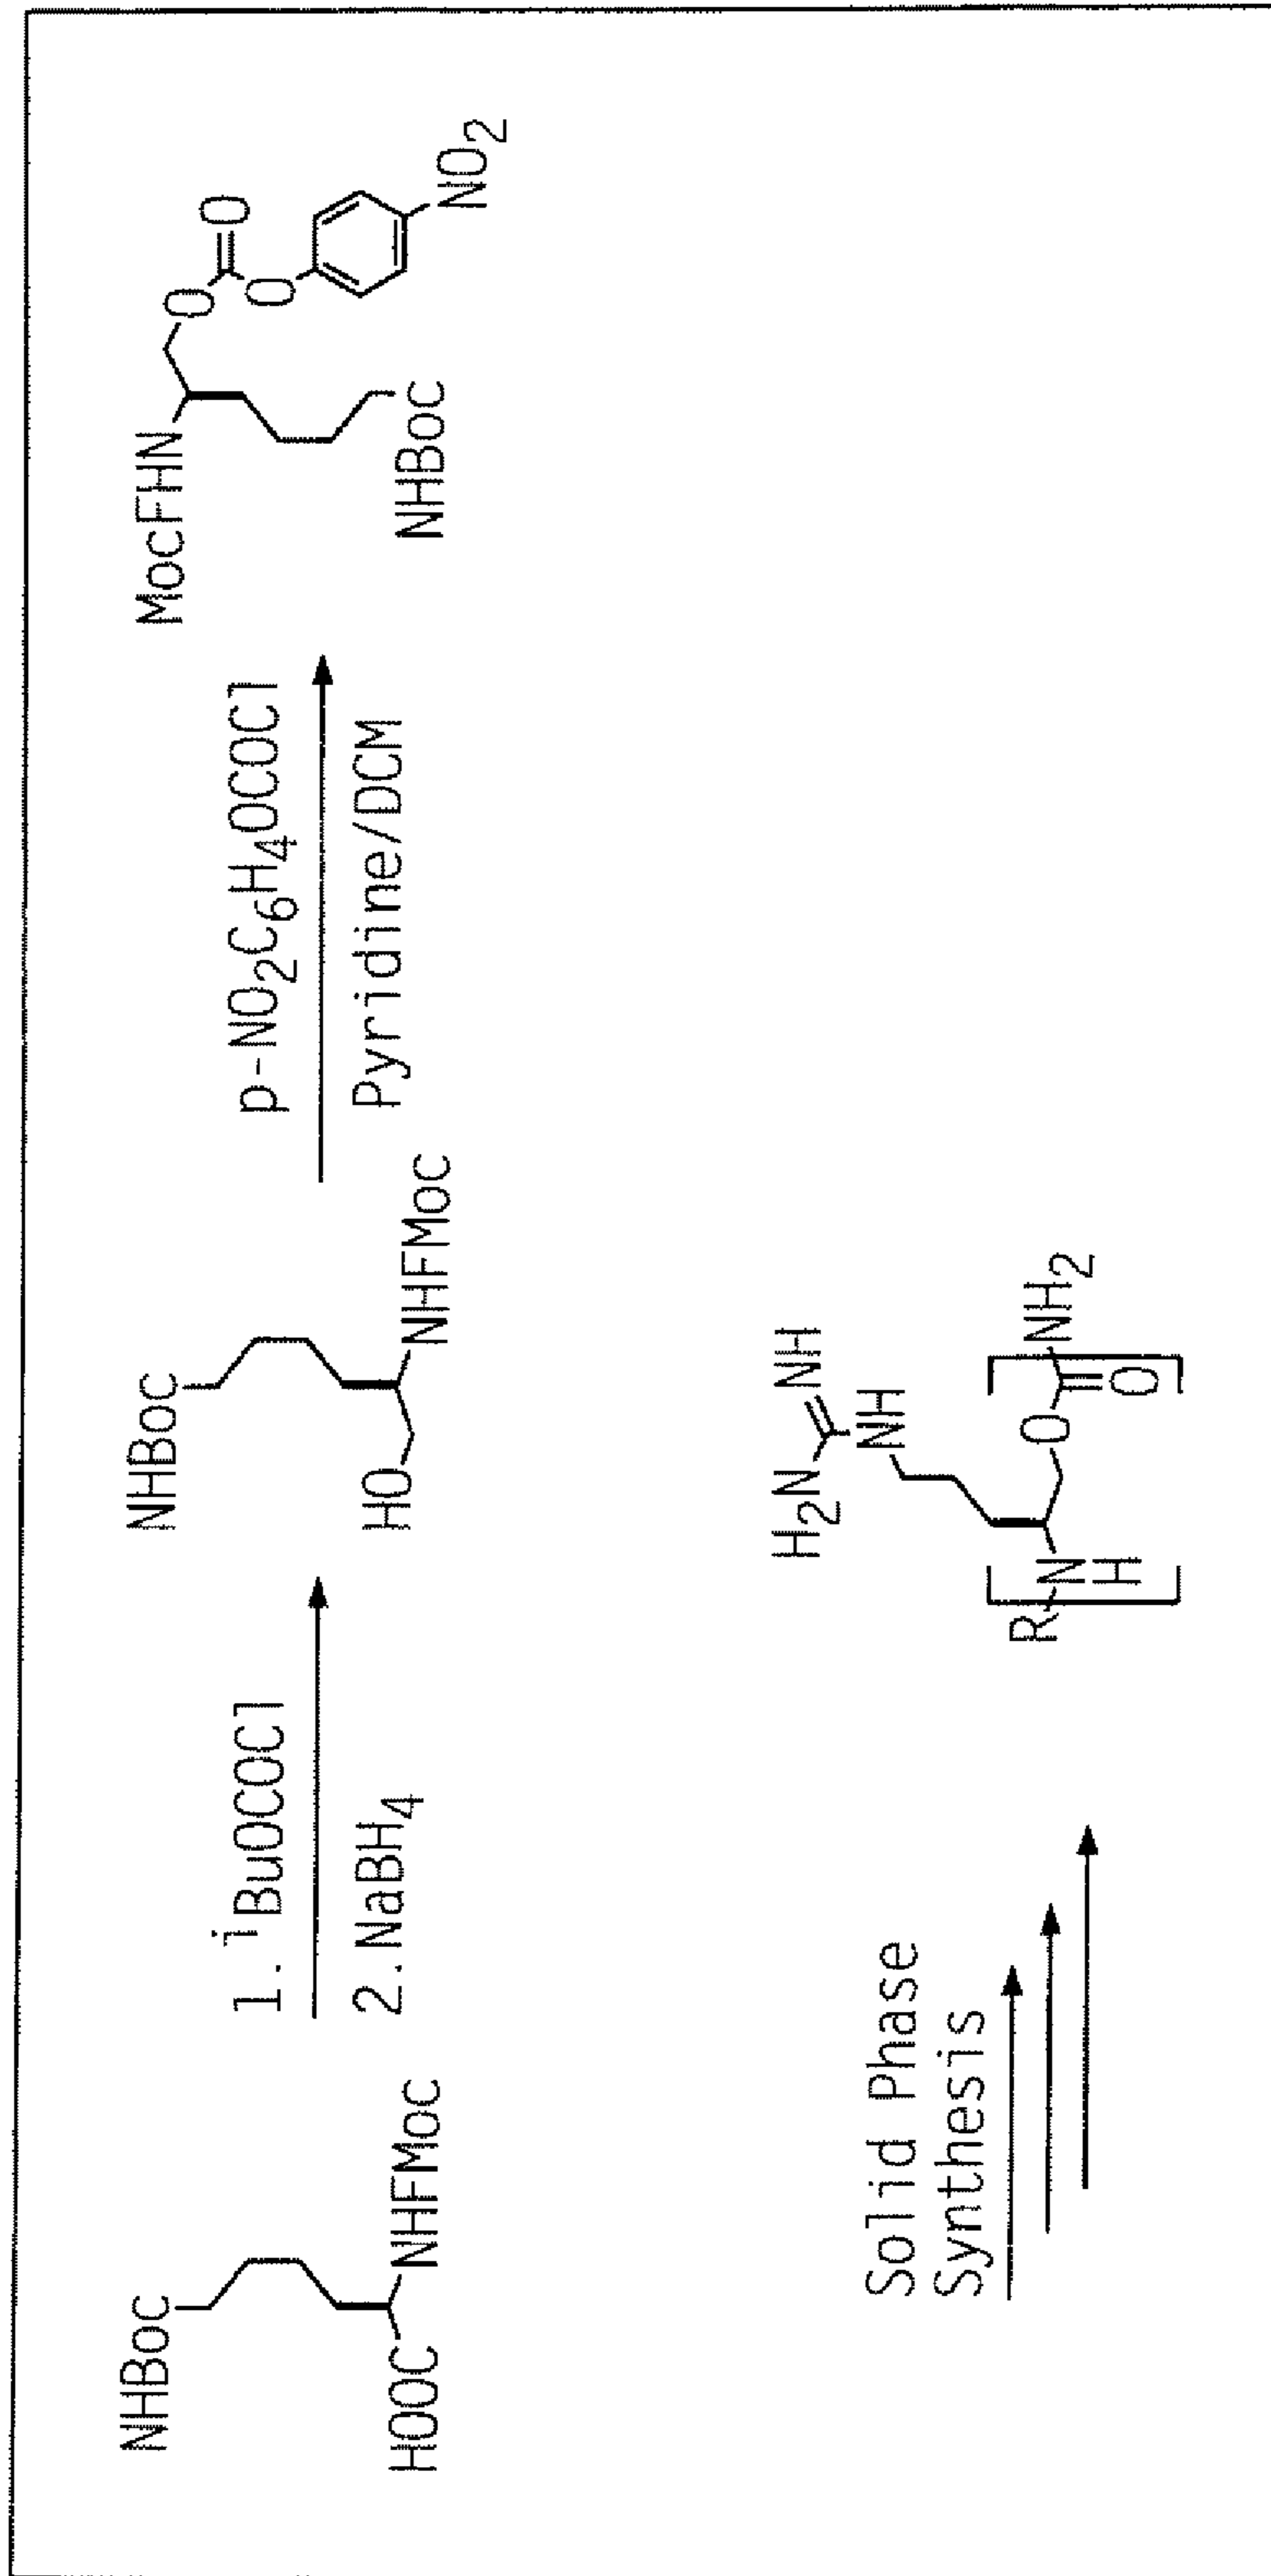 NHBoc
HOOC
NHFMoc
1. iBuOCOCl
2. NaBH4
NHBoc
HO
NHFMoc
p-NO2C6H4OCOCl
Pyridine/DCM
MocFHN
O
O
O
NO2
NHBoc
Solid Phase
Synthesis
H2N
NH
NH
R
N
H
O
O
NH2